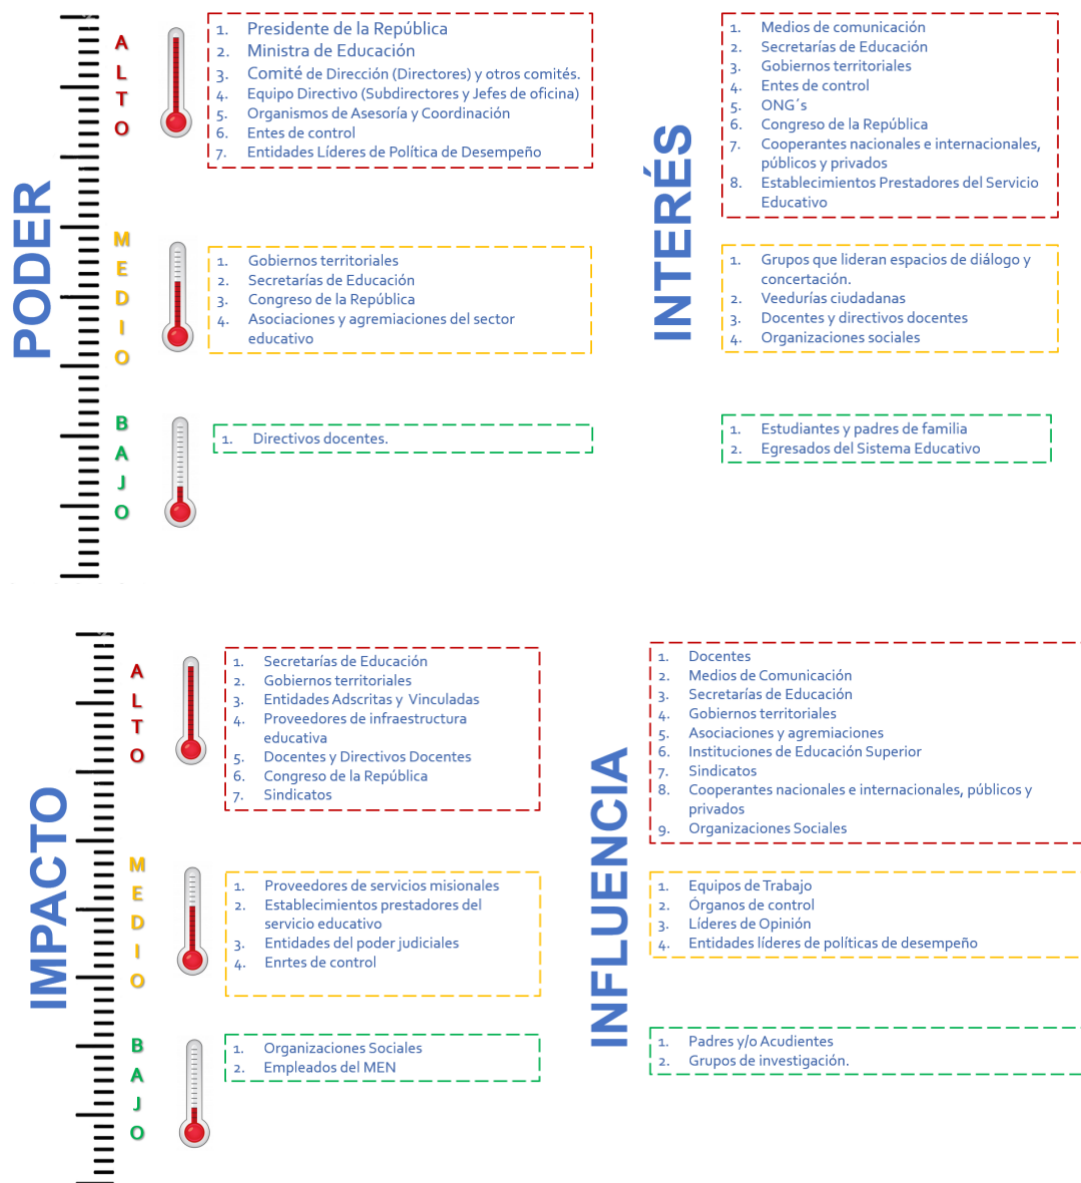 PODER
ALTO
1. Presidente de la República
2. Ministra de Educación
3. Comité de Dirección (Directores) y otros comités.
4. Equipo Directivo (Subdirectores y Jefes de oficina)
5. Organismos de Asesoría y Coordinación
6. Entes de control
7. Entidades Líderes de Política de Desempeño
MEDIO
1. Gobiernos territoriales
2. Secretarías de Educación
3. Congreso de la República
4. Asociaciones y agremiaciones del sector
educativo
BAJO
1. Directivos docentes.
INTERÉS
1. Medios de comunicación
2. Secretarías de Educación
3. Gobiernos territoriales
4. Entes de control
5. ONG´s
6. Congreso de la República
7. Cooperantes nacionales e internacionales,
públicos y privados
8. Establecimientos Prestadores del Servicio
Educativo
1. Grupos que lideran espacios de diálogo y
concertación.
2. Veedurías ciudadanas
3. Docentes y directivos docentes
4. Organizaciones sociales
1. Estudiantes y padres de familia
2. Egresados del Sistema Educativo
IMPACTO
ALTO
1. Secretarías de Educación
2. Gobiernos territoriales
3. Entidades Adscritas y Vinculadas
4. Proveedores de infraestructura
educativa
5. Docentes y Directivos Docentes
6. Congreso de la República
7. Sindicatos
MEDIO
1. Proveedores de servicios misionales
2. Establecimientos prestadores del
servicio educativo
3. Entidades del poder judiciales
4. Enrtes de control
BAJO
1. Organizaciones Sociales
2. Empleados del MEN
INFLUENCIA
1. Docentes
2. Medios de Comunicación
3. Secretarías de Educación
4. Gobiernos territoriales
5. Asociaciones y agremiaciones
6. Instituciones de Educación Superior
7. Sindicatos
8. Cooperantes nacionales e internacionales, públicos y
privados
9. Organizaciones Sociales
1. Equipos de Trabajo
2. Órganos de control
3. Líderes de Opinión
4. Entidades líderes de políticas de desempeño
1. Padres y/o Acudientes
2. Grupos de investigación.